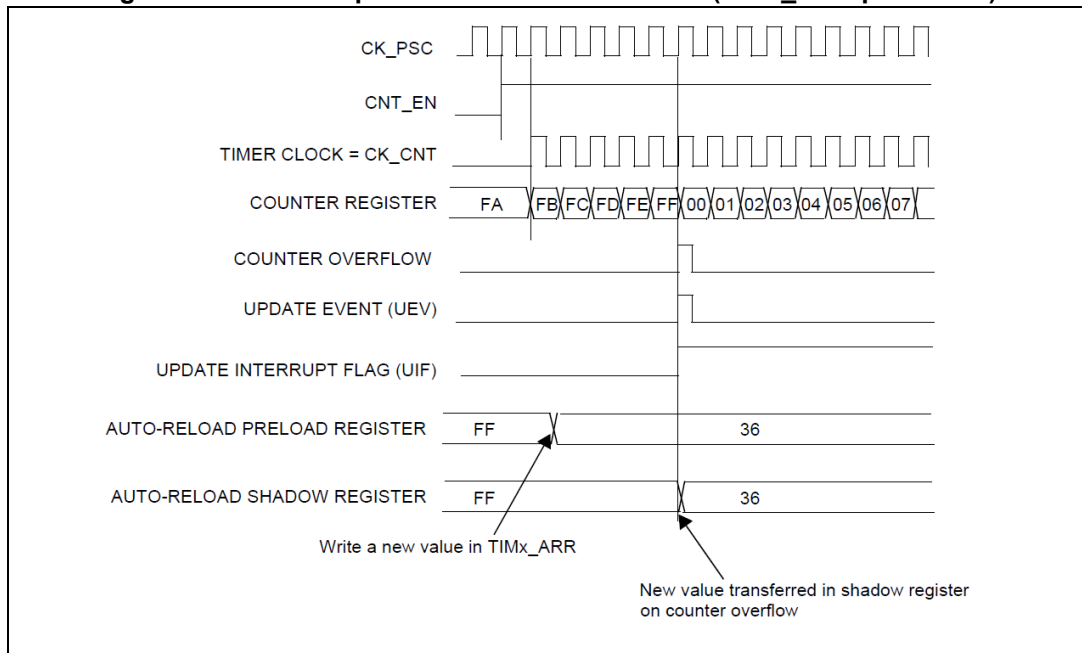 CK_PSC
CNT_EN
TIMER CLOCK = CK_CNT
COUNTER REGISTER FA FB FC FD FE FF 00 01 02 03 04 05 06 07
COUNTER OVERFLOW
UPDATE EVENT (UEV)
UPDATE INTERRUPT FLAG (UIF)
AUTO-RELOAD PRELOAD REGISTER FF 36
AUTO-RELOAD SHADOW REGISTER FF 36
Write a new value in TIMx_ARR
New value transferred in shadow register
on counter overflow